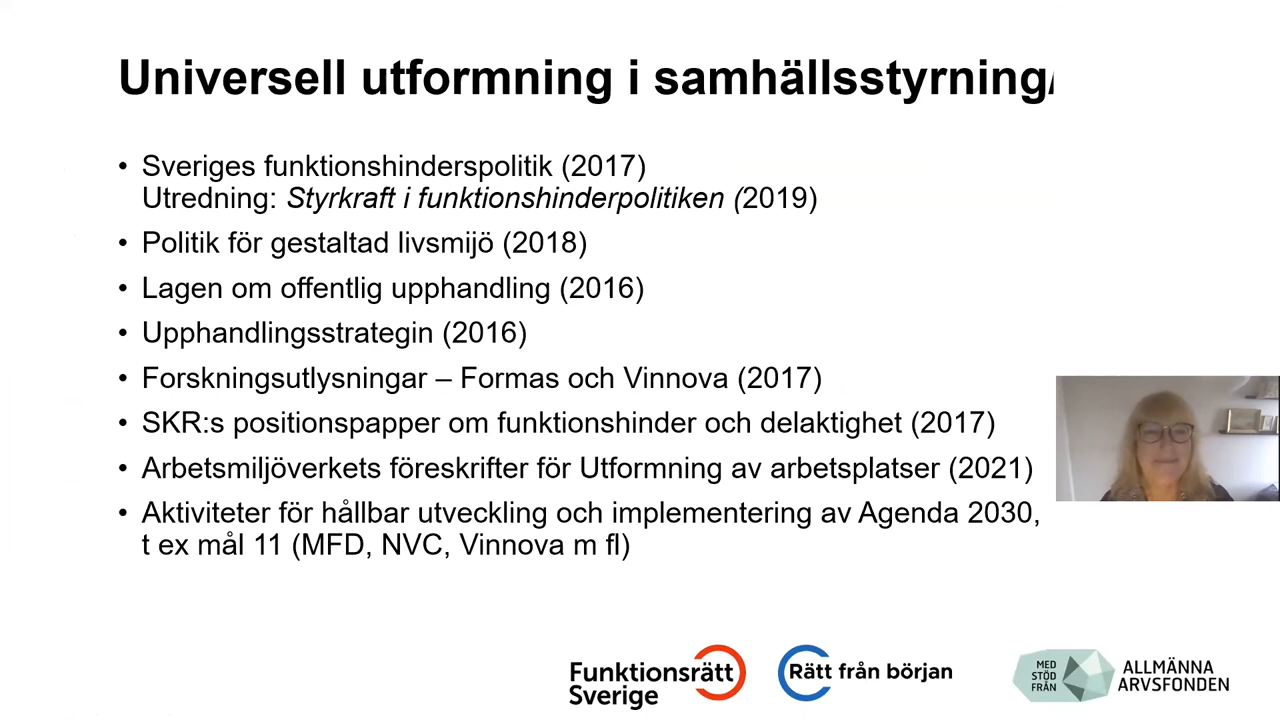 Universell utformning i samhällsstyrning
• Sveriges funktionshinderspolitik (2017)
Utredning: Styrkraft i funktionshinderpolitiken (2019)
• Politik för gestaltad livsmijö (2018)
• Lagen om offentlig upphandling (2016)
• Upphandlingsstrategin (2016)
• Forskningsutlysningar – Formas och Vinnova (2017)
• SKR:s positionspapper om funktionshinder och delaktighet (2017)
• Arbetsmiljöverkets föreskrifter för Utformning av arbetsplatser (2021)
• Aktiviteter för hållbar utveckling och implementering av Agenda 2030,
t ex mål 11 (MFD, NVC, Vinnova m fl)
Funktionsrätt
Sverige
Rätt från början
MED
STÖD
FRÅN
ALLMÄNNA
ARVSFONDEN